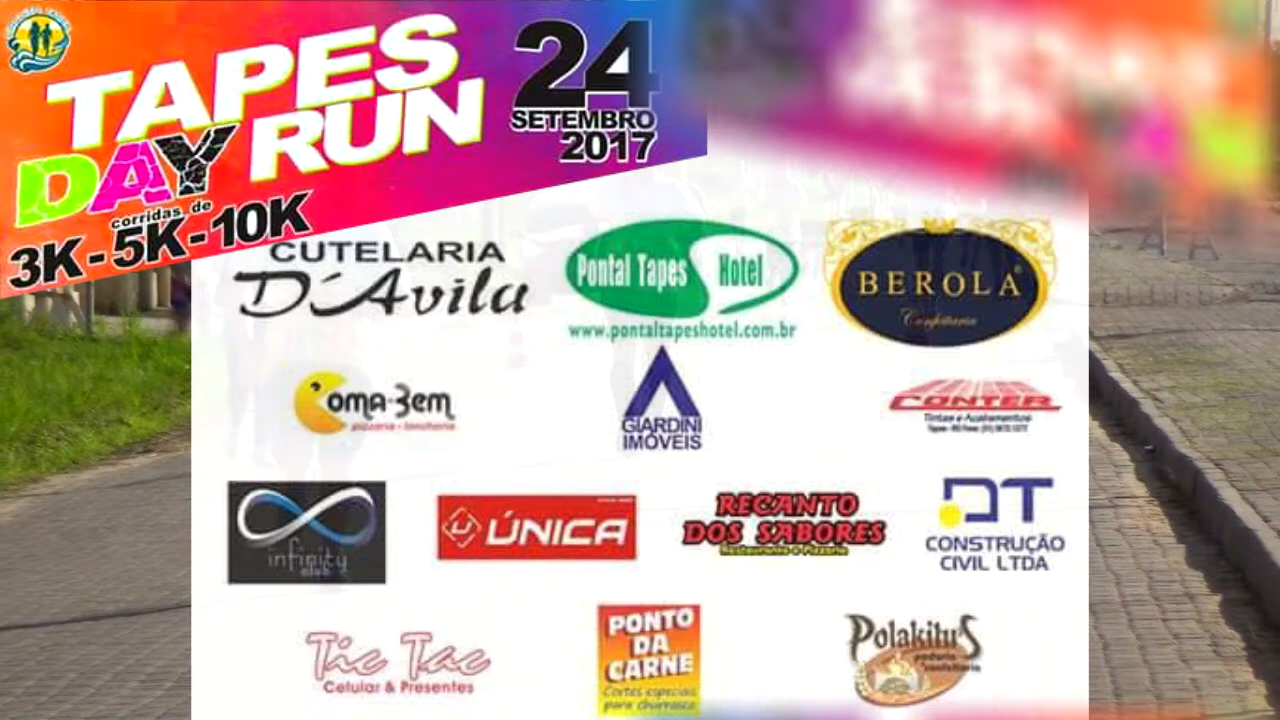 TAPES
DAY RUN
corridas de
3K - 5K - 10K
24
SETEMBRO
2017
CUTELARIA
D'Avila
Pontal Tapes Hotel
www.pontaltapeshotel.com.br
BEROLA
Confeitaria
Coma-Bem
pizzaria - lancheria
GIARDINI
IMÓVEIS
CONTER
Tintas e Acabamentos
infinity
club
ÚNICA
RECANTO
DOS SABORES
Restaurante e Pizzaria
DT
CONSTRUÇÃO
CIVIL LTDA
Tic Tac
Celular & Presentes
PONTO
DA
CARNE
Cortes especiais
para churrasco
Polakitu's
padaria
confeitaria